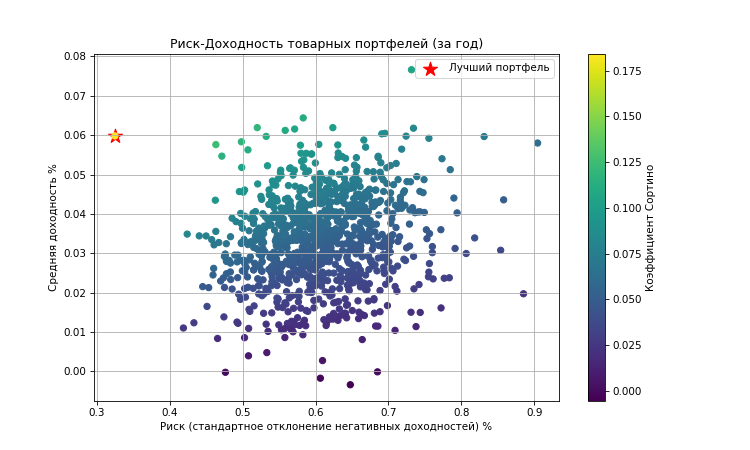 Риск-Доходность товарных портфелей (за год)
Лучший портфель
Средняя доходность %
0.08
0.07
0.06
0.05
0.04
0.03
0.02
0.01
0.00
0.3 0.4 0.5 0.6 0.7 0.8 0.9
Риск (стандартное отклонение негативных доходностей) %
0.175
0.150
0.125
0.100
0.075
0.050
0.025
0.000
Коэффициент Сортино